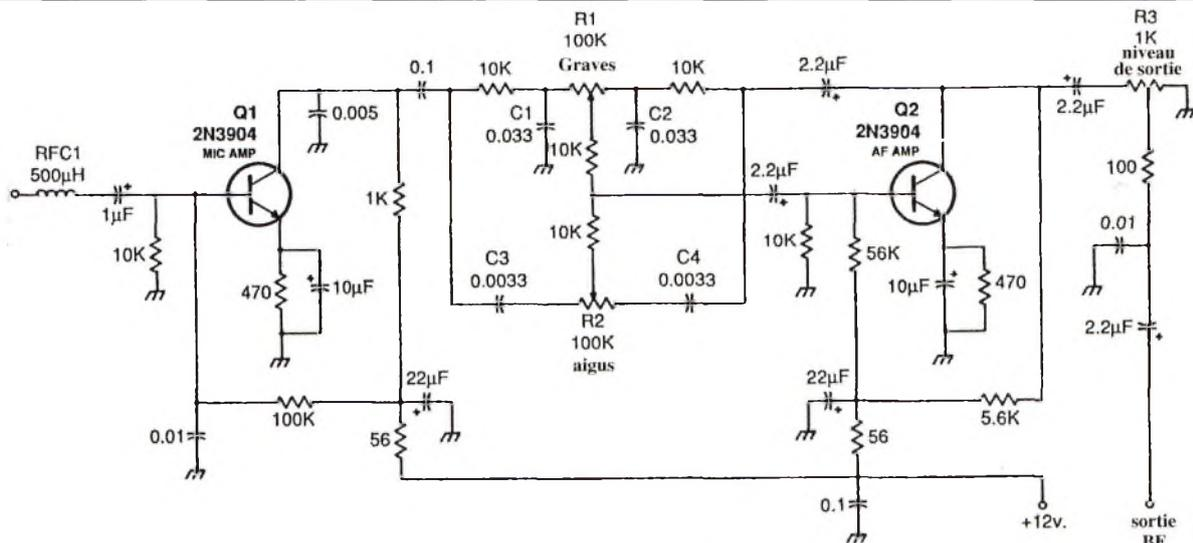 R1
100K
Graves
R3
1K
niveau
de sortie
0.1
10K
10K
2.2µF
+
+
2.2µF
Q1
2N3904
MIC AMP
0.005
C1
0.033
C2
0.033
Q2
2N3904
AF AMP
RFC1
500µH
+
1µF
10K
1K
10K
2.2µF
+
100
10K
10K
56K
0.01
470
+
10µF
C3
0.0033
C4
0.0033
10µF
+
470
R2
100K
aigus
2.2µF
+
22µF
+
22µF
+
100K
5.6K
0.01
56
56
0.1
+12v.
sortie